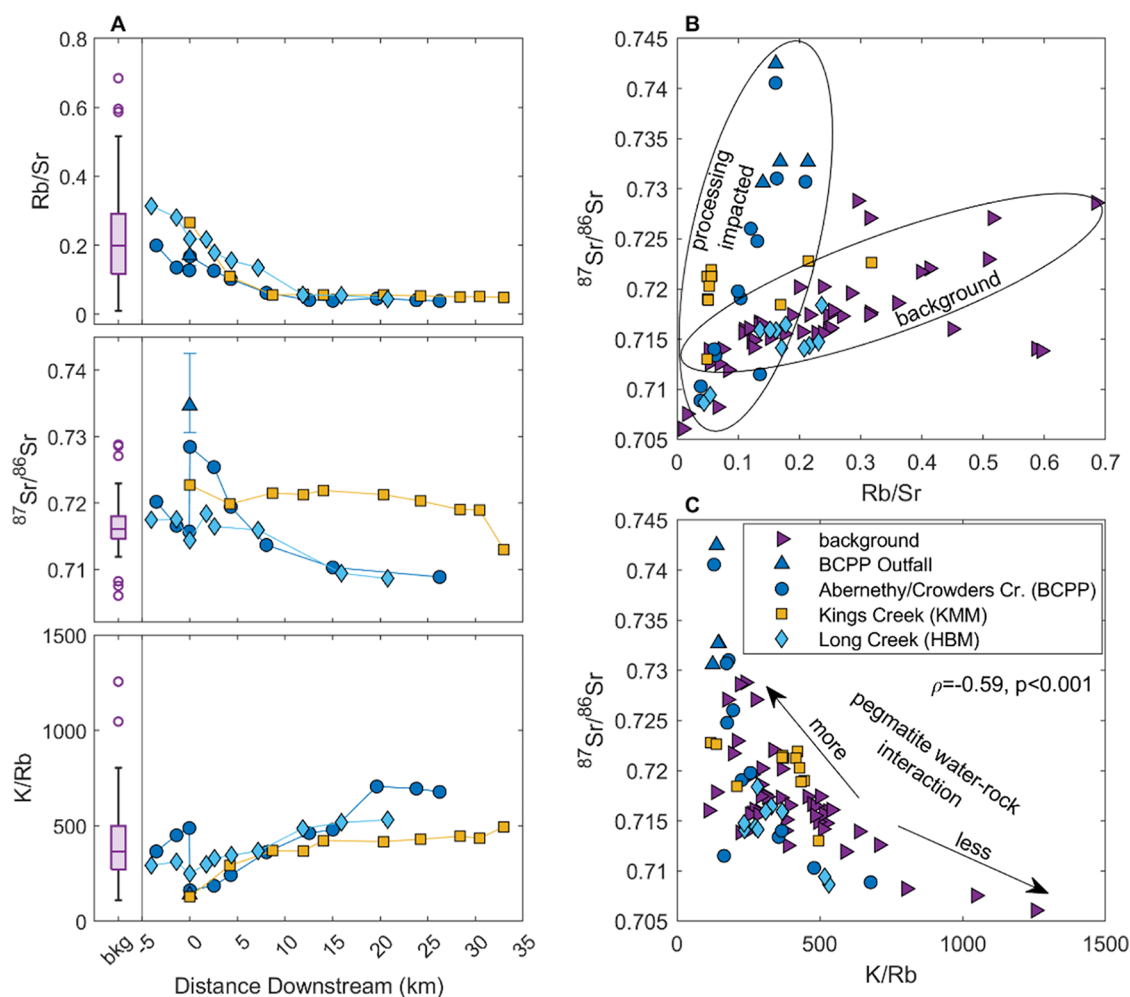 A
Rb/Sr
0.8
0.6
0.4
0.2
0
87Sr/86Sr
0.74
0.73
0.72
0.71
K/Rb
1500
1000
500
0
bkg
-5 0 5 10 15 20 25 30 35
Distance Downstream (km)
B
87Sr/86Sr
0.745
0.74
0.735
0.73
0.725
0.72
0.715
0.71
0.705
processing
impacted
background
0 0.1 0.2 0.3 0.4 0.5 0.6 0.7
Rb/Sr
C
87Sr/86Sr
0.745
0.74
0.735
0.73
0.725
0.72
0.715
0.71
0.705
background
BCPP Outfall
Abernethy/Crowders Cr. (BCPP)
Kings Creek (KMM)
Long Creek (HBM)
ρ=-0.59, p<0.001
more
pegmatite water-rock
interaction
less
0 500 1000 1500
K/Rb